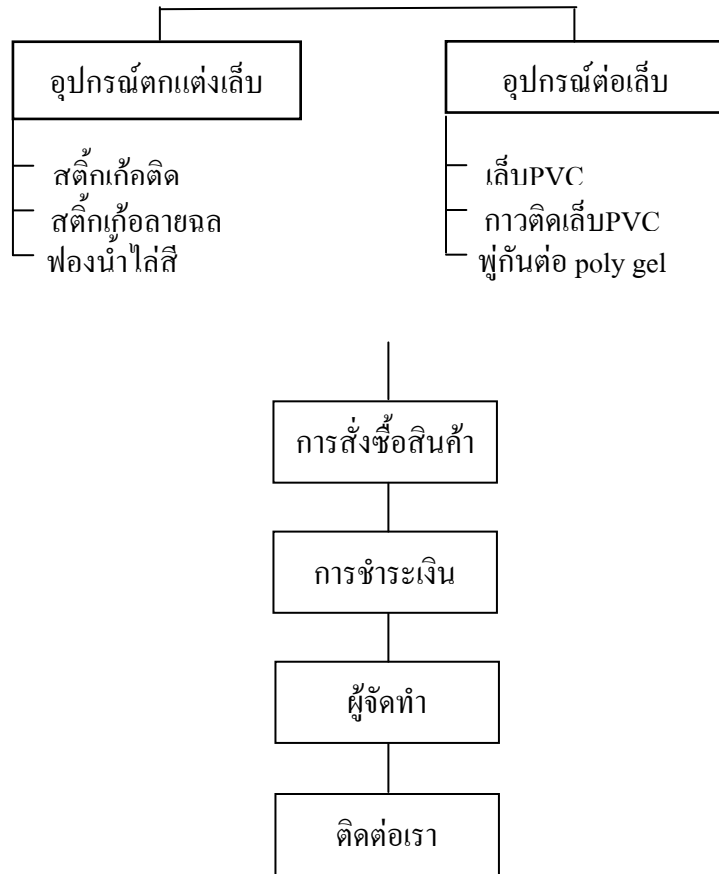 อุปกรณ์ตกแต่งเล็บ
อุปกรณ์ต่อเล็บ
สติ๊กเก้อติด
สติ๊กเก้อลายฉล
ฟองน้ำไล่สี
เล็บPVC
กาวติดเล็บPVC
พู่กันต่อ poly gel
การสั่งซื้อสินค้า
การชำระเงิน
ผู้จัดทำ
ติดต่อเรา